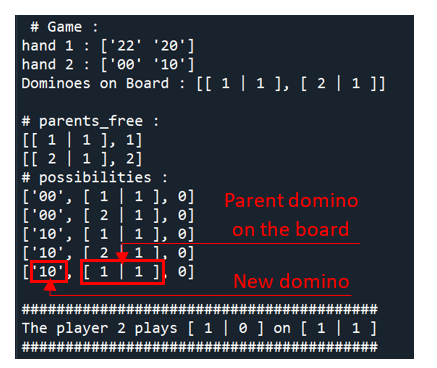 # Game :
hand 1 : ['22' '20']
hand 2 : ['00' '10']
Dominoes on Board : [[ 1 | 1 ], [ 2 | 1 ]]
# parents_free :
[[ 1 | 1 ], 1]
[[ 2 | 1 ], 2]
# possibilities :
['00', [ 1 | 1 ], 0]
['00', [ 2 | 1 ], 0]
['10', [ 1 | 1 ], 0]
['10', [ 2 | 1 ], 0]
['10', [ 1 | 1 ], 0]
Parent domino
on the board
New domino
########################################
The player 2 plays [ 1 | 0 ] on [ 1 | 1 ]
########################################